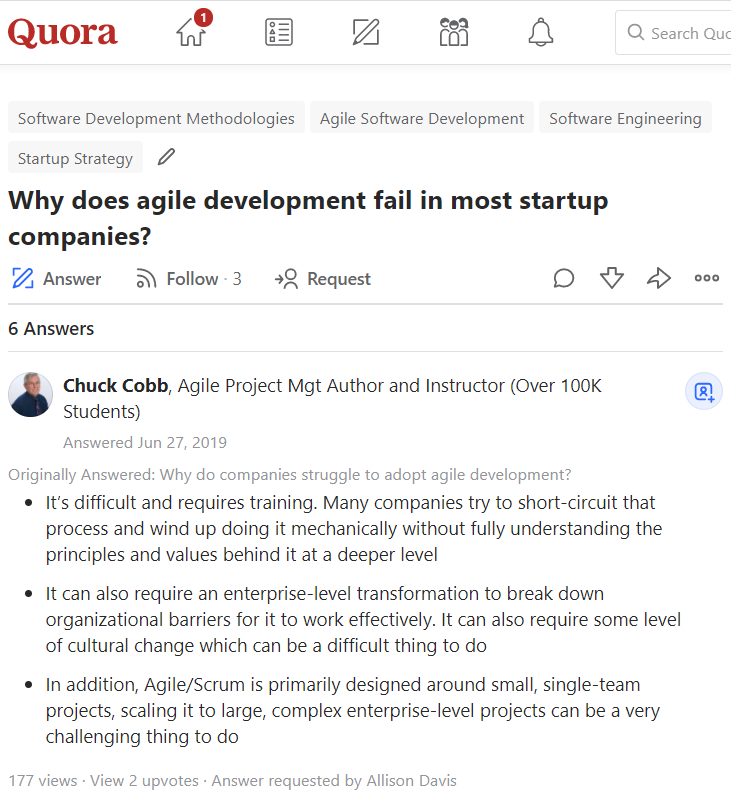 Quora
1
Search Quo
Software Development Methodologies
Agile Software Development
Software Engineering
Startup Strategy
Why does agile development fail in most startup
companies?
Answer
Follow · 3
Request
6 Answers
Chuck Cobb, Agile Project Mgt Author and Instructor (Over 100K
Students)
Answered Jun 27, 2019
Originally Answered: Why do companies struggle to adopt agile development?
• It’s difficult and requires training. Many companies try to short-circuit that
process and wind up doing it mechanically without fully understanding the
principles and values behind it at a deeper level
• It can also require an enterprise-level transformation to break down
organizational barriers for it to work effectively. It can also require some level
of cultural change which can be a difficult thing to do
• In addition, Agile/Scrum is primarily designed around small, single-team
projects, scaling it to large, complex enterprise-level projects can be a very
challenging thing to do
177 views · View 2 upvotes · Answer requested by Allison Davis